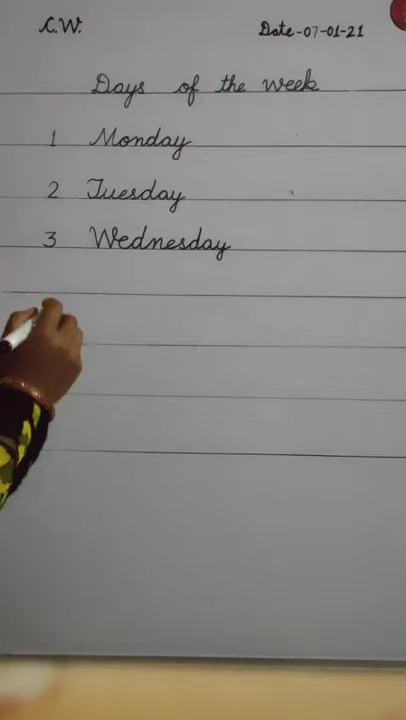 C.W.
Date-07-01-21
Days of the week
1 Monday
2 Tuesday
3 Wednesday